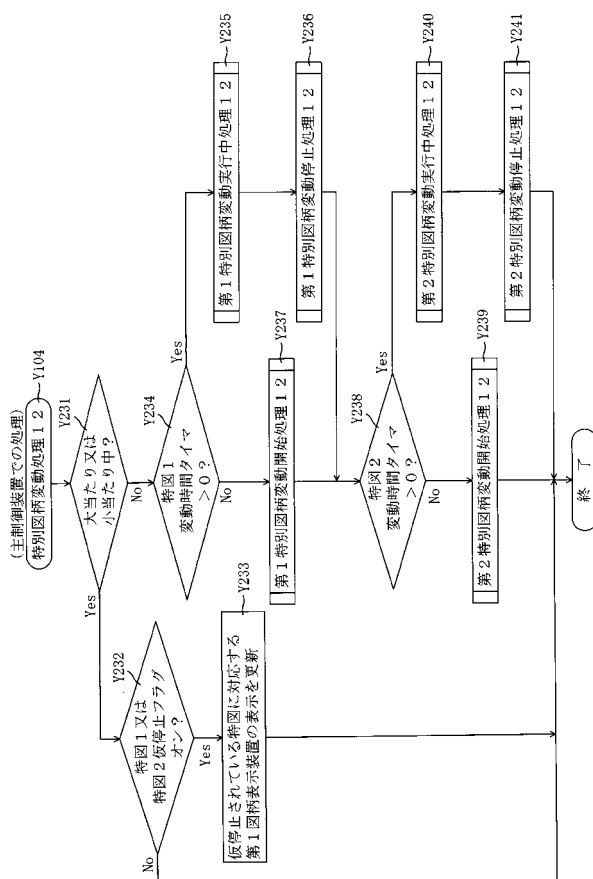 (主制御装置での処理)
特別図柄変動処理12
Y104
大当たり又は
小当たり中?
Y231
Yes
No
特図1又は
特図2仮停止フラグ
オン?
Y232
No
Yes
仮停止されている特図に対応する
第1図柄表示装置の表示を更新
Y233
特図1
変動時間タイマ
>0?
Y234
Yes
No
第1特別図柄変動実行中処理12
Y235
第1特別図柄変動停止処理12
Y236
第1特別図柄変動開始処理12
Y237
特図2
変動時間タイマ
>0?
Y238
Yes
No
第2特別図柄変動開始処理12
Y239
第2特別図柄変動実行中処理12
Y240
第2特別図柄変動停止処理12
Y241
終了